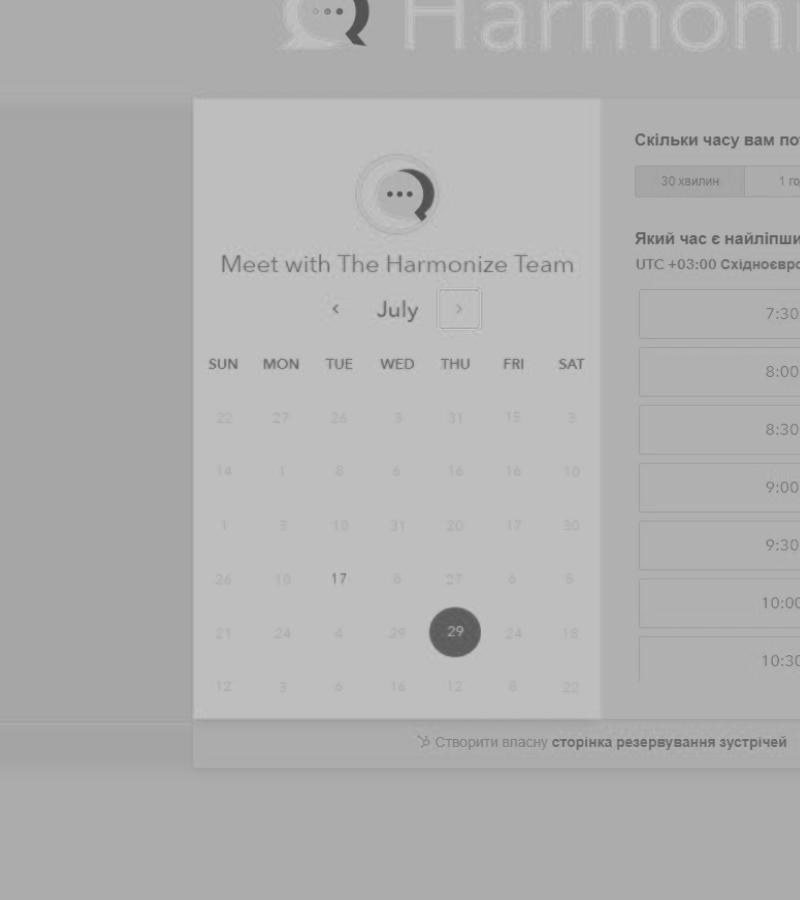 Harmoni
Meet with The Harmonize Team
July
SUN MON TUE WED THU FRI SAT
22 27 26 3 31 15 3
14 1 8 6 16 16 10
1 3 10 31 20 17 30
26 10 17 6 27 6 5
21 24 4 29 29 24 18
12 3 6 16 12 8 22
Скільки часу вам по
30 хвилин 1 го
Який час є найліпши
UTC +03:00 Східноєвро
7:30
8:00
8:30
9:00
9:30
10:00
10:30
Створити власну сторінка резервування зустрічей